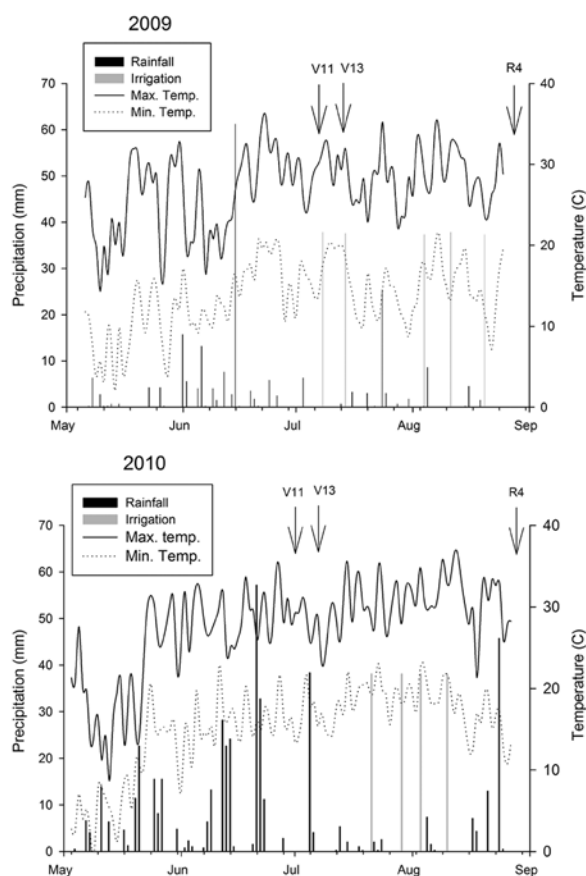 2009
Rainfall
Irrigation
Max. Temp.
Min. Temp.
V11 V13 R4
70 40
60
50 30
40
30 20
20
10 10
0 0
Precipitation (mm)
Temperature (C)
May Jun Jul Aug Sep
2010
Rainfall
Irrigation
Max. temp.
Min. Temp.
V11 V13 R4
70 40
60
50 30
40
30 20
20
10 10
0 0
Precipitation (mm)
Temperature (C)
May Jun Jul Aug Sep